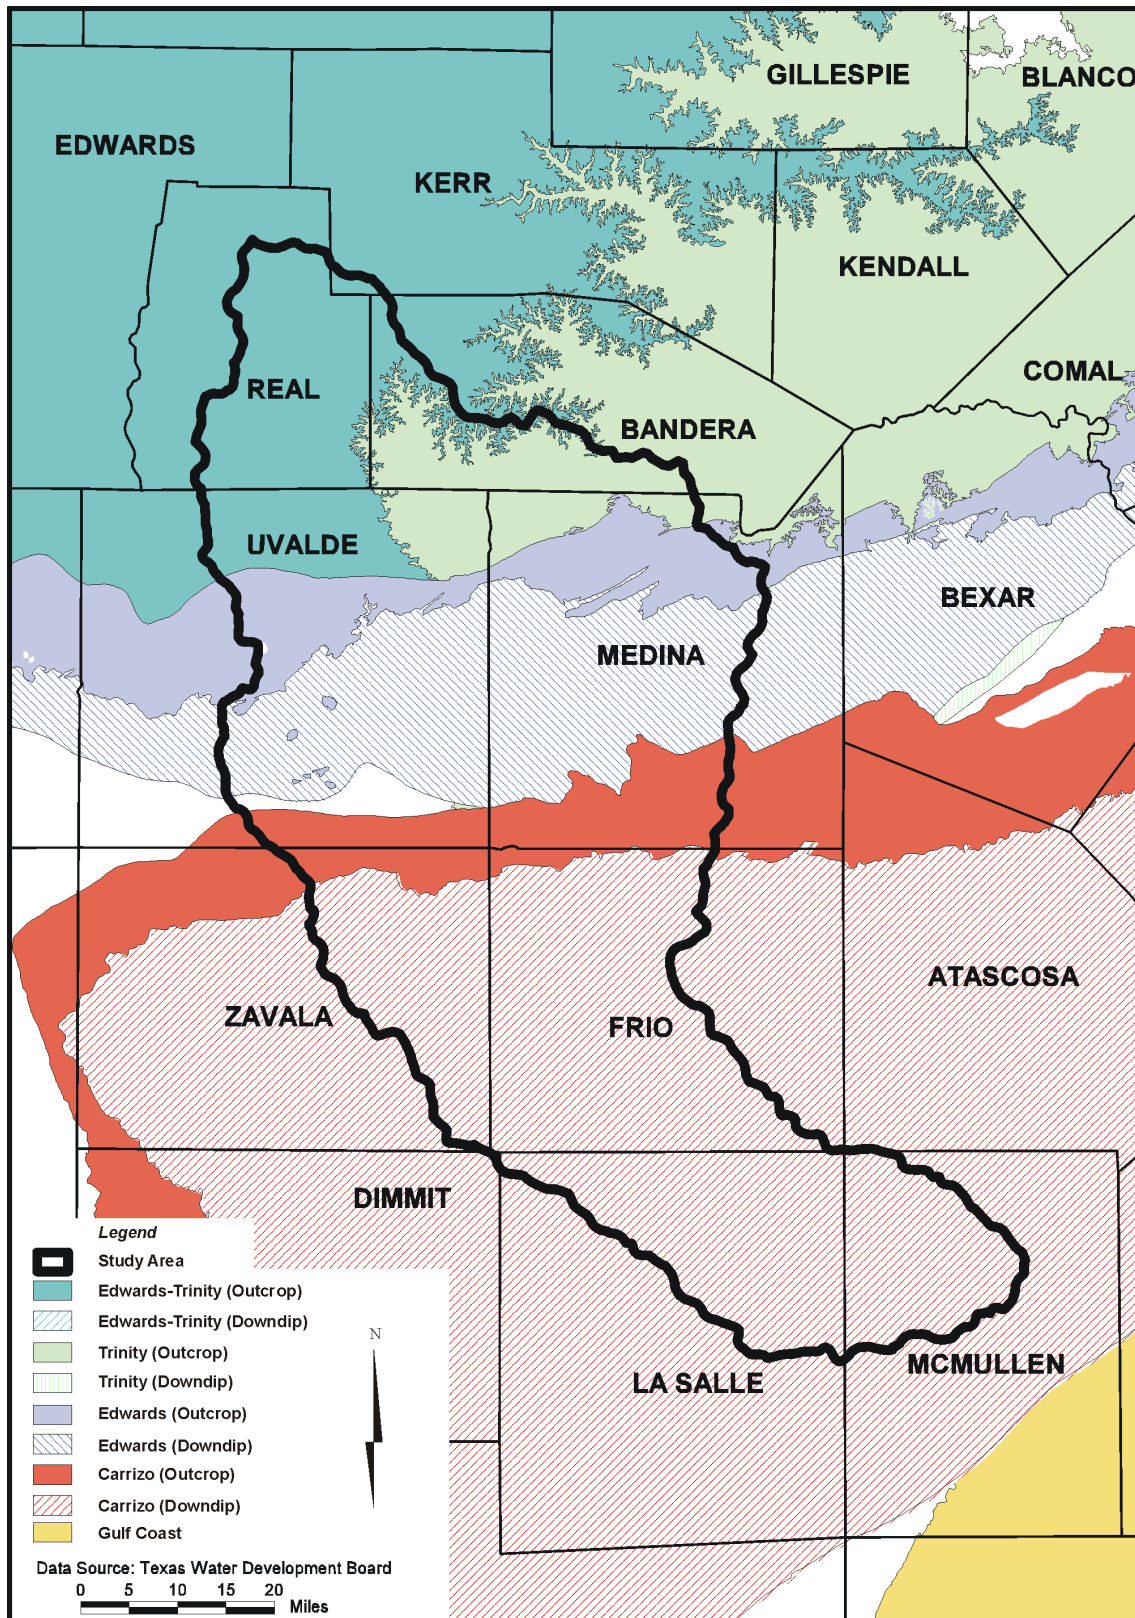 GILLESPIE
BLANCO
EDWARDS
KERR
KENDALL
COMAL
REAL
BANDERA
UVALDE
BEXAR
MEDINA
ATASCOSA
ZAVALA
FRIO
DIMMIT
MCMULLEN
LA SALLE
Legend
Study Area
Edwards-Trinity (Outcrop)
Edwards-Trinity (Downdip)
Trinity (Outcrop)
Trinity (Downdip)
Edwards (Outcrop)
Edwards (Downdip)
Carrizo (Outcrop)
Carrizo (Downdip)
Gulf Coast
N
Data Source: Texas Water Development Board
0 5 10 15 20
Miles